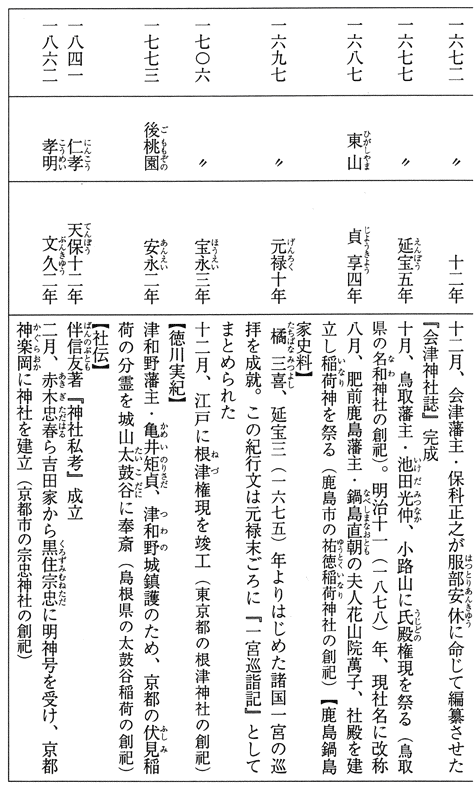 一六七二 〃 十二年 十二月、会津藩主・保科正之が服部安休に命じて編纂させた
『会津神社誌』完成
一六七七 〃 延宝五年 十月、鳥取藩主・池田光仲、小路山に氏殿権現を祭る（鳥取
県の名和神社の創祀）。明治十一（一八七八）年、現社名に改称
一六八七 東山 貞享四年 八月、肥前鹿島藩主・鍋島直朝の夫人花山院萬子、社殿を建
立し稲荷神を祭る（鹿島市の祐徳稲荷神社の創祀）【鹿島鍋島
家史料】
一六九七 〃 元禄十年 橘三喜、延宝三（一六七五）年よりはじめた諸国一宮の巡
拝を成就。この紀行文は元禄末ごろに『一宮巡詣記』として
まとめられた
一七〇六 〃 宝永三年 十二月、江戸に根津権現を竣工（東京都の根津神社の創祀）
【徳川実紀】
一七七三 後桃園 安永二年 津和野藩主・亀井矩貞、津和野城鎮護のため、京都の伏見稲
荷の分霊を城山太鼓谷に奉斎（島根県の太鼓谷稲荷の創祀）
【社伝】
一八四一 仁孝 天保十二年 伴信友著『神社私考』成立
一八六二 孝明 文久二年 二月、赤木忠春ら吉田家から黒住宗忠に明神号を受け、京都
神楽岡に神社を建立（京都市の宗忠神社の創祀）